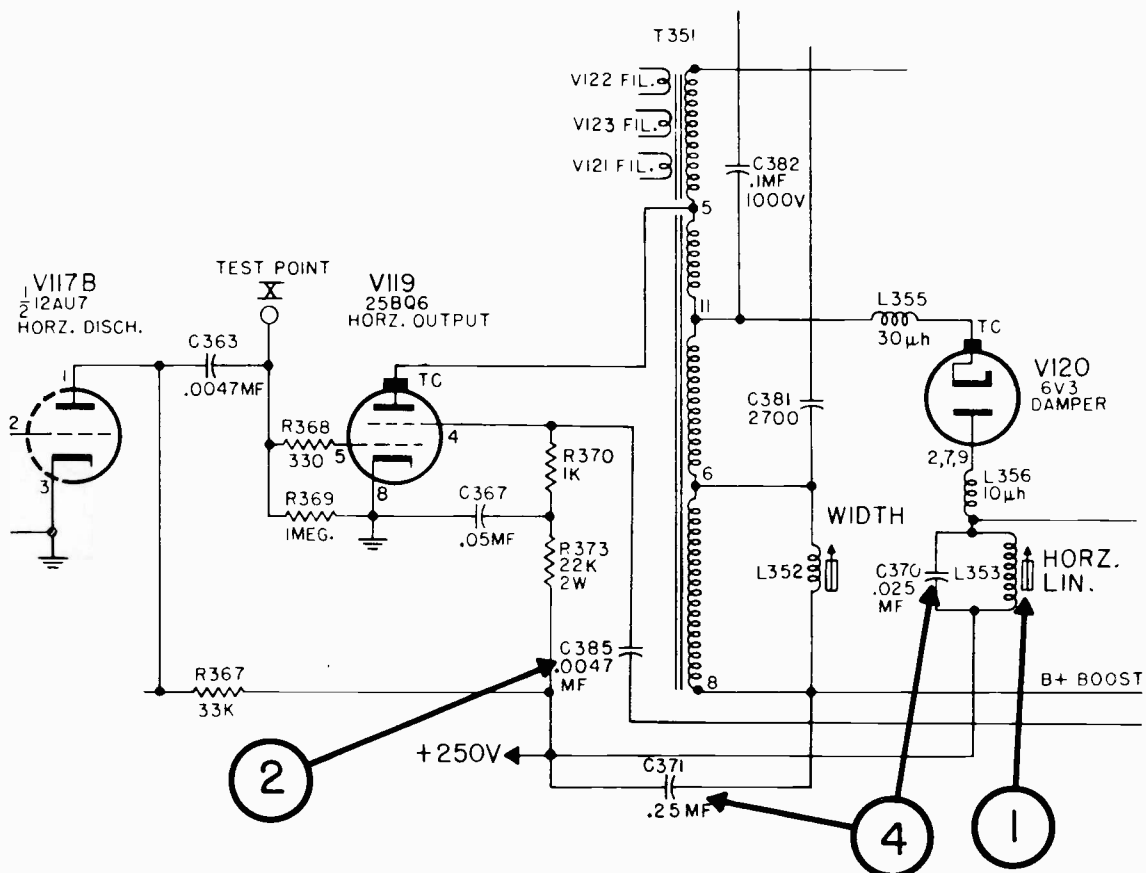 T351
V122 FIL.
V123 FIL.
V121 FIL.
C382
.1MF
1000V
5
V117B
½ 12AU7
HORZ. DISCH.
TEST POINT
X
V119
25BQ6
HORZ. OUTPUT
11
L355
30µh
TC
V120
6V3
DAMPER
1
C363
.0047MF
TC
C381
2700
2
R368
330
5
4
R370
1K
2,7,9
L356
10µh
3
8
R369
1MEG.
C367
.05MF
6
WIDTH
R373
22K
2W
L352
C370
.025
MF
L353
HORZ.
LIN.
C385
.0047
MF
R367
33K
8
B+ BOOST
+250V
C371
.25MF
2
4
1